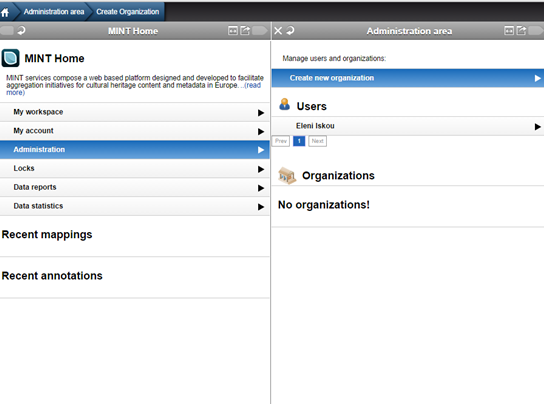 Administration area
Create Organization
MINT Home
Administration area
MINT Home
MINT services compose a web based platform designed and developed to facilitate
aggregation initiatives for cultural heritage content and metadata in Europe...(read
more)
My workspace
My account
Administration
Locks
Data reports
Data statistics
Recent mappings
Recent annotations
Manage users and organizations:
Create new organization
Users
Eleni Iskou
Prev 1 Next
Organizations
No organizations!